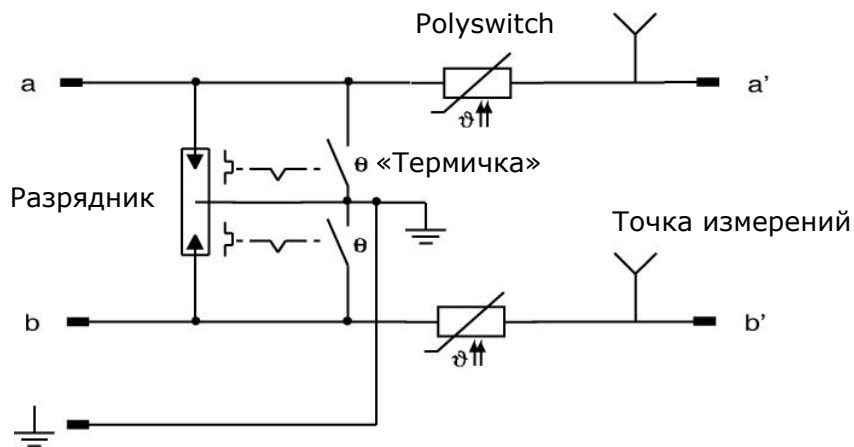 Polyswitch
a
a’
ϑ
θ «Термичка»
Разрядник
Точка измерений
θ
b
b’
ϑ